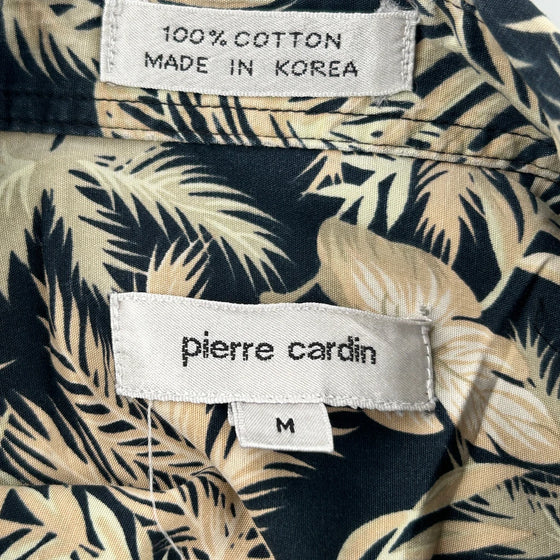 100% COTTON
MADE IN KOREA
pierre cardin
M